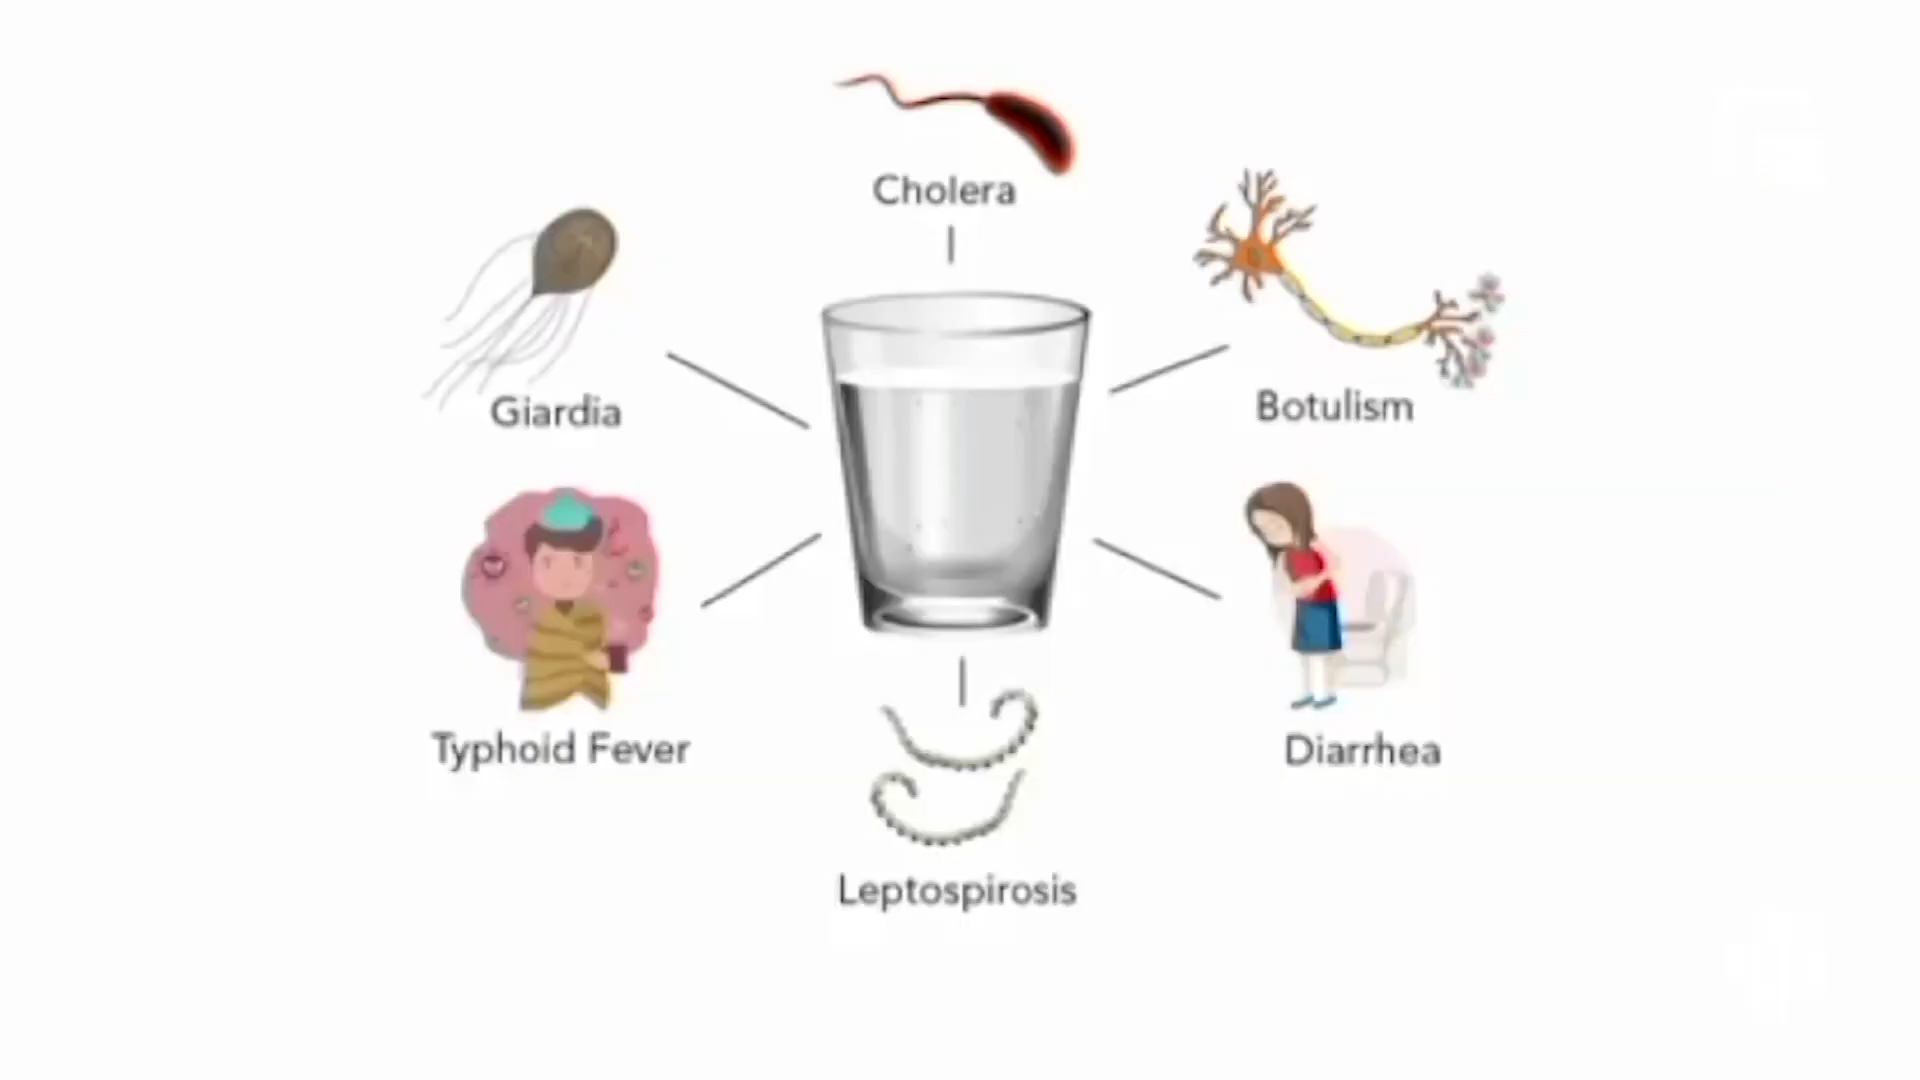 Cholera
Giardia
Botulism
Typhoid Fever
Diarrhea
Leptospirosis